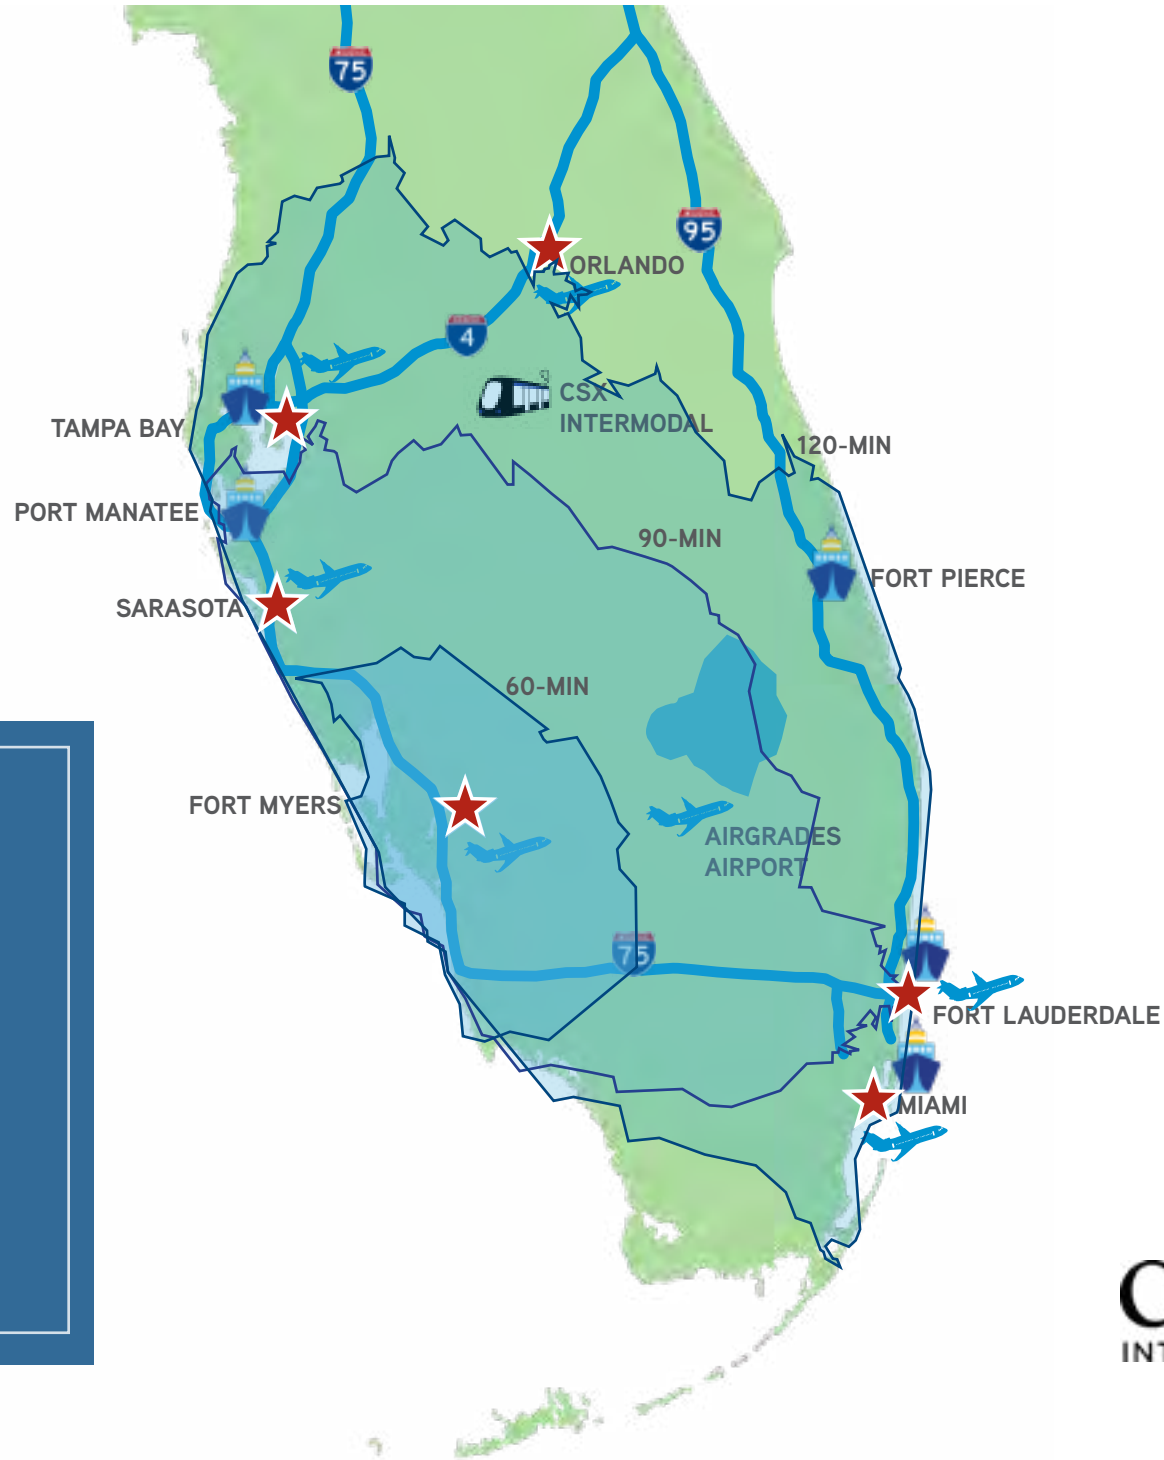 75
95
ORLANDO
4
CSX
INTERMODAL
TAMPA BAY
120-MIN
PORT MANATEE
90-MIN
FORT PIERCE
SARASOTA
60-MIN
FORT MYERS
AIRGRADES
AIRPORT
75
FORT LAUDERDALE
MIAMI